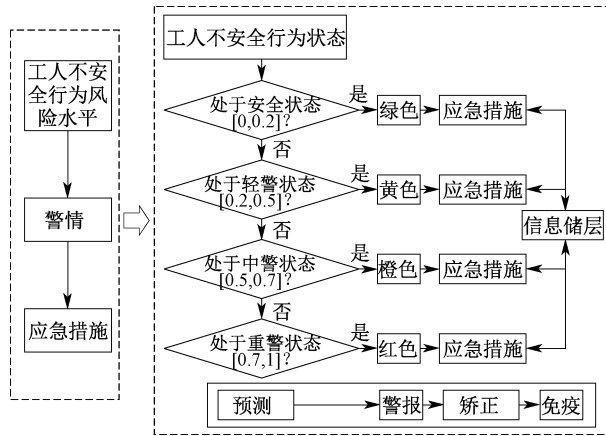 工人不安
全行为风
险水平
警情
应急措施
工人不安全行为状态
处于安全状态
[0,0.2]?
是
绿色
应急措施
否
处于轻警状态
[0.2,0.5]?
是
黄色
应急措施
信息储层
否
处于中警状态
[0.5,0.7]?
是
橙色
应急措施
否
处于重警状态
[0.7,1]?
是
红色
应急措施
预测
警报
矫正
免疫